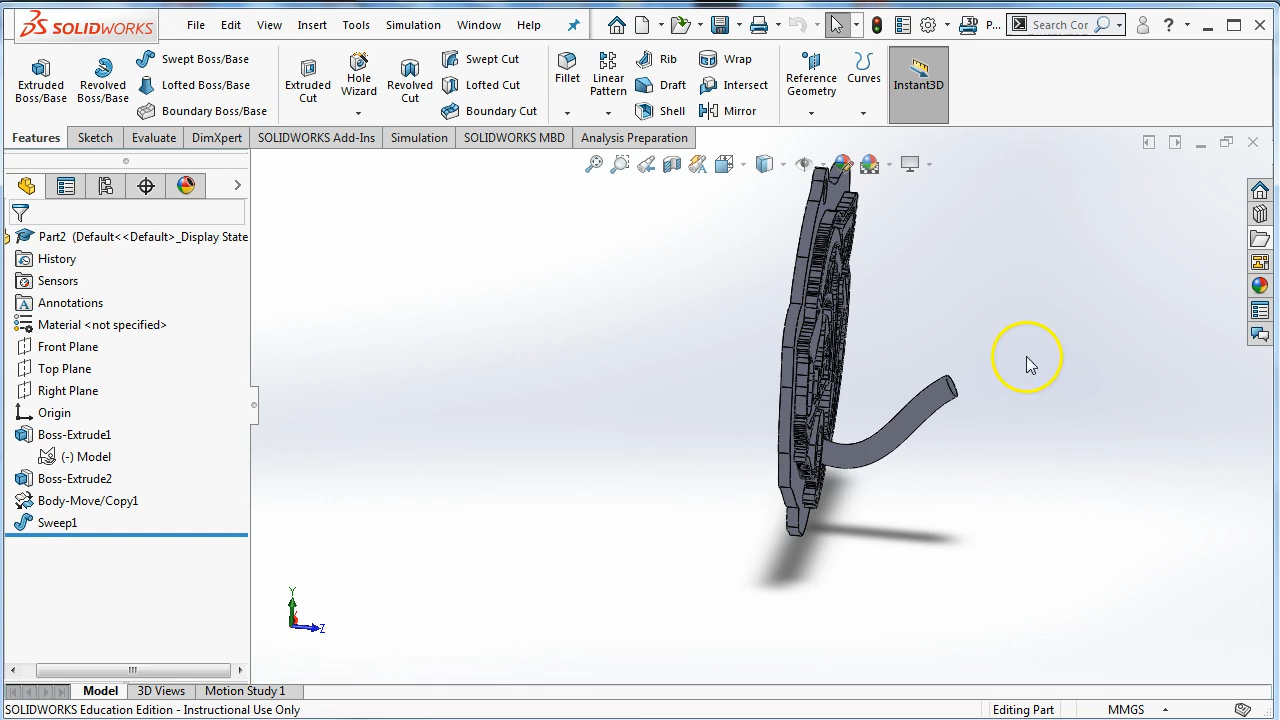 SOLIDWORKS File Edit View Insert Tools Simulation Window Help P... Search Cor ?
Extruded Boss/Base
Revolved Boss/Base
Swept Boss/Base
Lofted Boss/Base
Boundary Boss/Base
Extruded Cut
Hole Wizard
Revolved Cut
Swept Cut
Lofted Cut
Boundary Cut
Fillet
Linear Pattern
Rib
Draft
Shell
Wrap
Intersect
Mirror
Reference Geometry
Curves
Instant3D
Features Sketch Evaluate DimXpert SOLIDWORKS Add-Ins Simulation SOLIDWORKS MBD Analysis Preparation
Part2 (Default<<Default>_Display State
History
Sensors
Annotations
Material <not specified>
Front Plane
Top Plane
Right Plane
Origin
Boss-Extrude1
(-) Model
Boss-Extrude2
Body-Move/Copy1
Sweep1
Y
Z
Model 3D Views Motion Study 1
SOLIDWORKS Education Edition - Instructional Use Only Editing Part MMGS